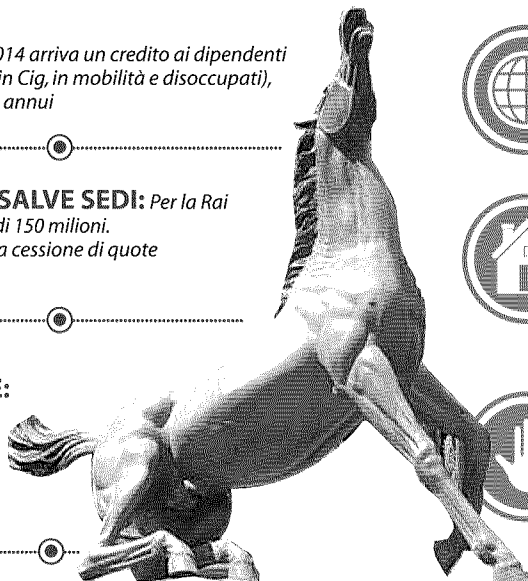 014 arriva un credito ai dipendenti
in Cig, in mobilità e disoccupati),
annui
SALVE SEDI: Per la Rai
di 150 milioni.
a cessione di quote
E: